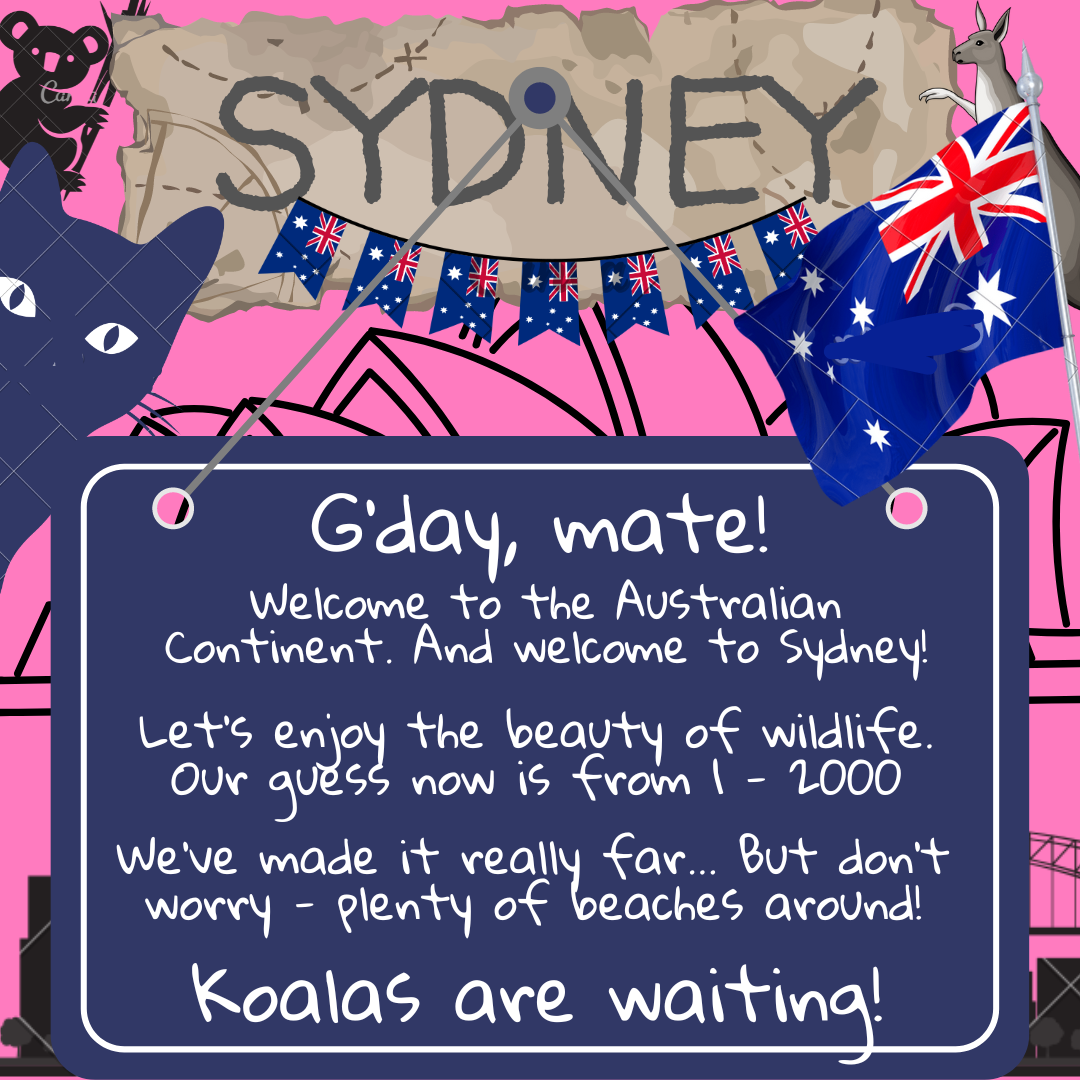 SYDNEY
Canva
G'day, mate!
Welcome to the Australian
Continent. And welcome to Sydney!
Let's enjoy the beauty of wildlife.
Our guess now is from 1 - 2000
We've made it really far... But don't
worry - plenty of beaches around!
Koalas are waiting!